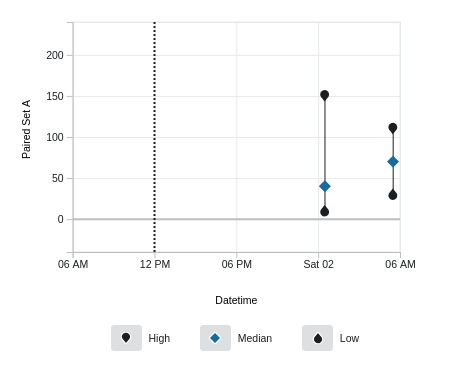 200
150
100
50
0
Paired Set A
06 AM
12 PM
06 PM
Sat 02
06 AM
Datetime
High
Median
Low